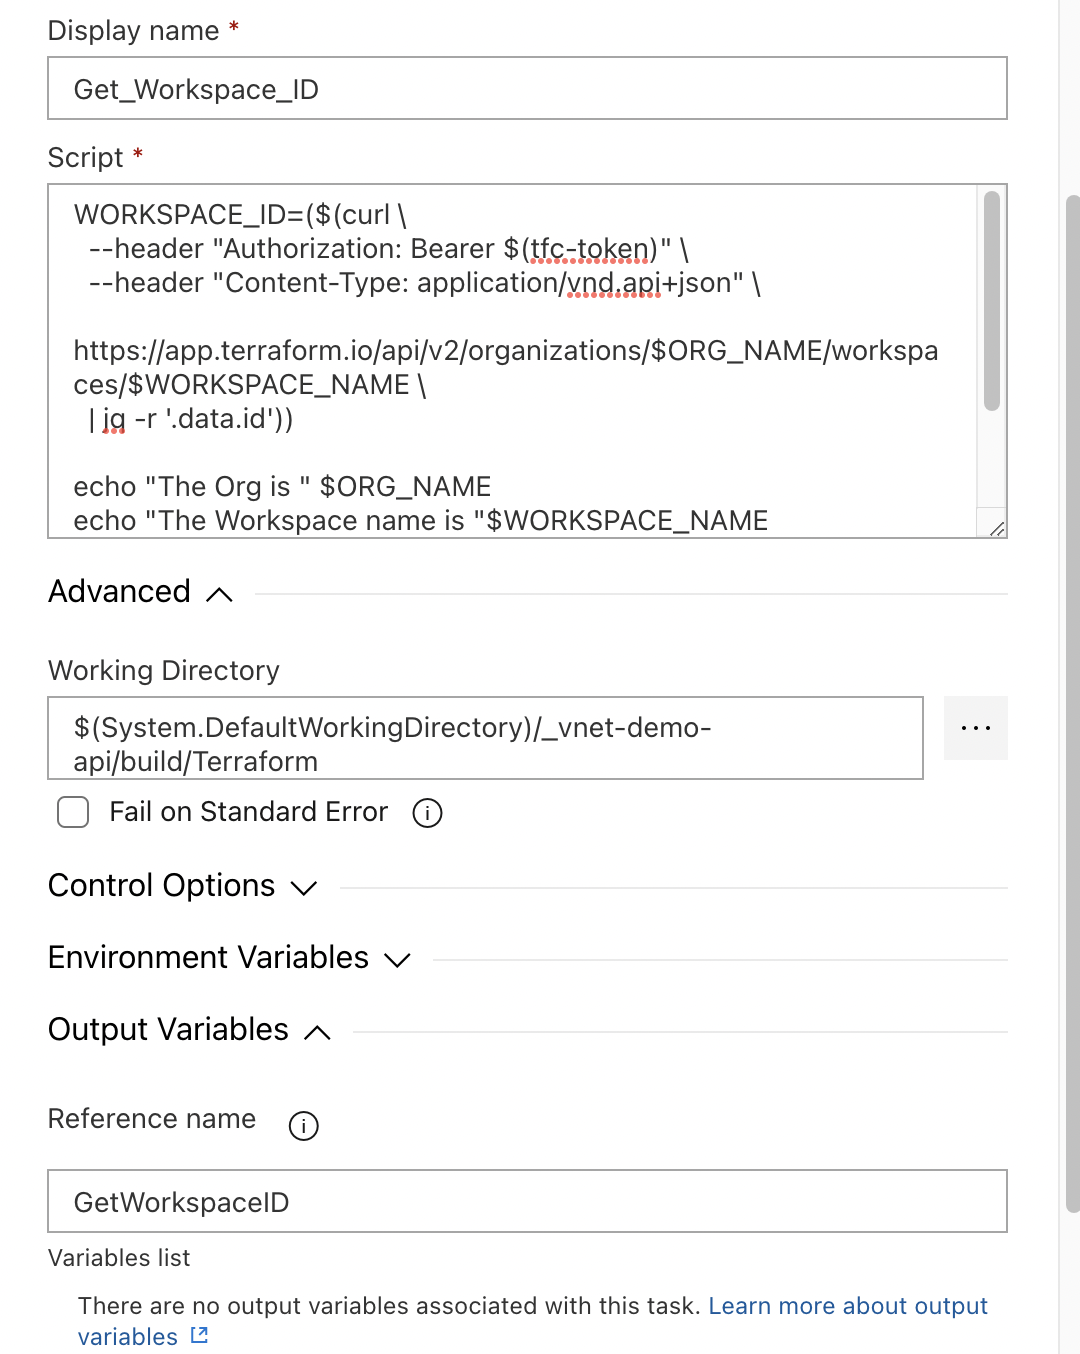 Display name *
Get_Workspace_ID
Script *
WORKSPACE_ID=($(curl \
--header "Authorization: Bearer $(tfc-token)" \
--header "Content-Type: application/vnd.api+json" \
https://app.terraform.io/api/v2/organizations/$ORG_NAME/workspa
ces/$WORKSPACE_NAME \
| jq -r '.data.id'))
echo "The Org is " $ORG_NAME
echo "The Workspace name is "$WORKSPACE_NAME
Advanced
Working Directory
$(System.DefaultWorkingDirectory)/_vnet-demo-
api/build/Terraform
...
Fail on Standard Error
Control Options
Environment Variables
Output Variables
Reference name
GetWorkspaceID
Variables list
There are no output variables associated with this task. Learn more about output
variables